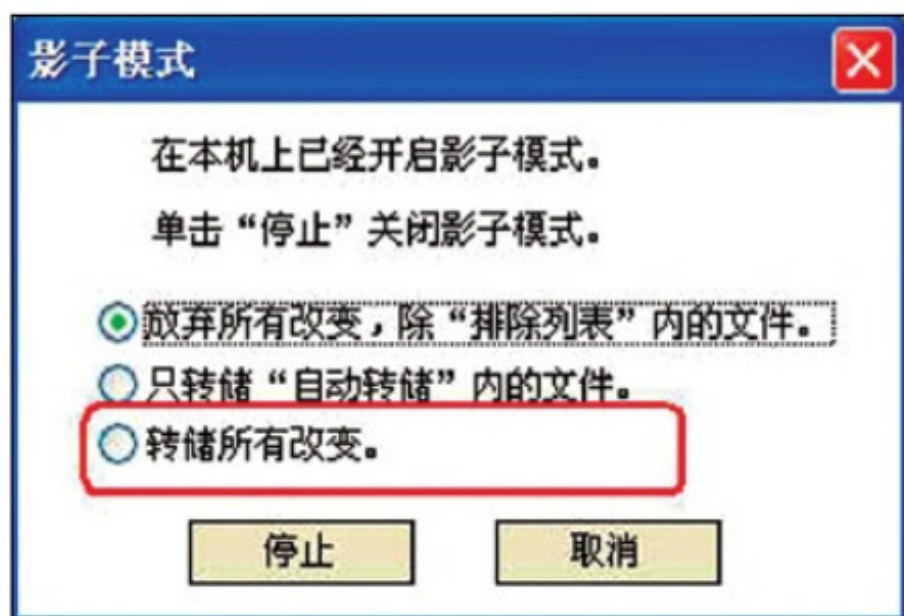 影子模式
在本机上已经开启影子模式。
单击“停止”关闭影子模式。
放弃所有改变，除“排除列表”内的文件。
只转储“自动转储”内的文件。
转储所有改变。
停止 取消